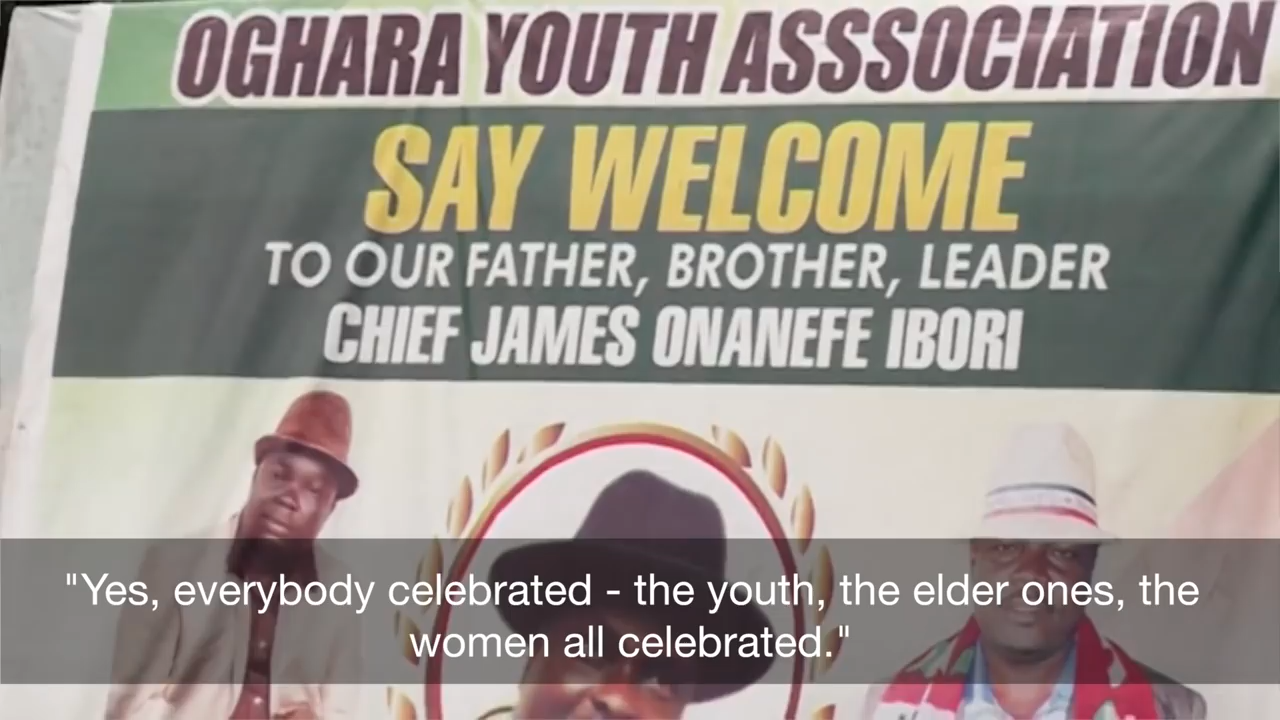 OGHARA YOUTH ASSSOCIATION
SAY WELCOME
TO OUR FATHER, BROTHER, LEADER
CHIEF JAMES ONANEFE IBORI
"Yes, everybody celebrated - the youth, the elder ones, the
women all celebrated."